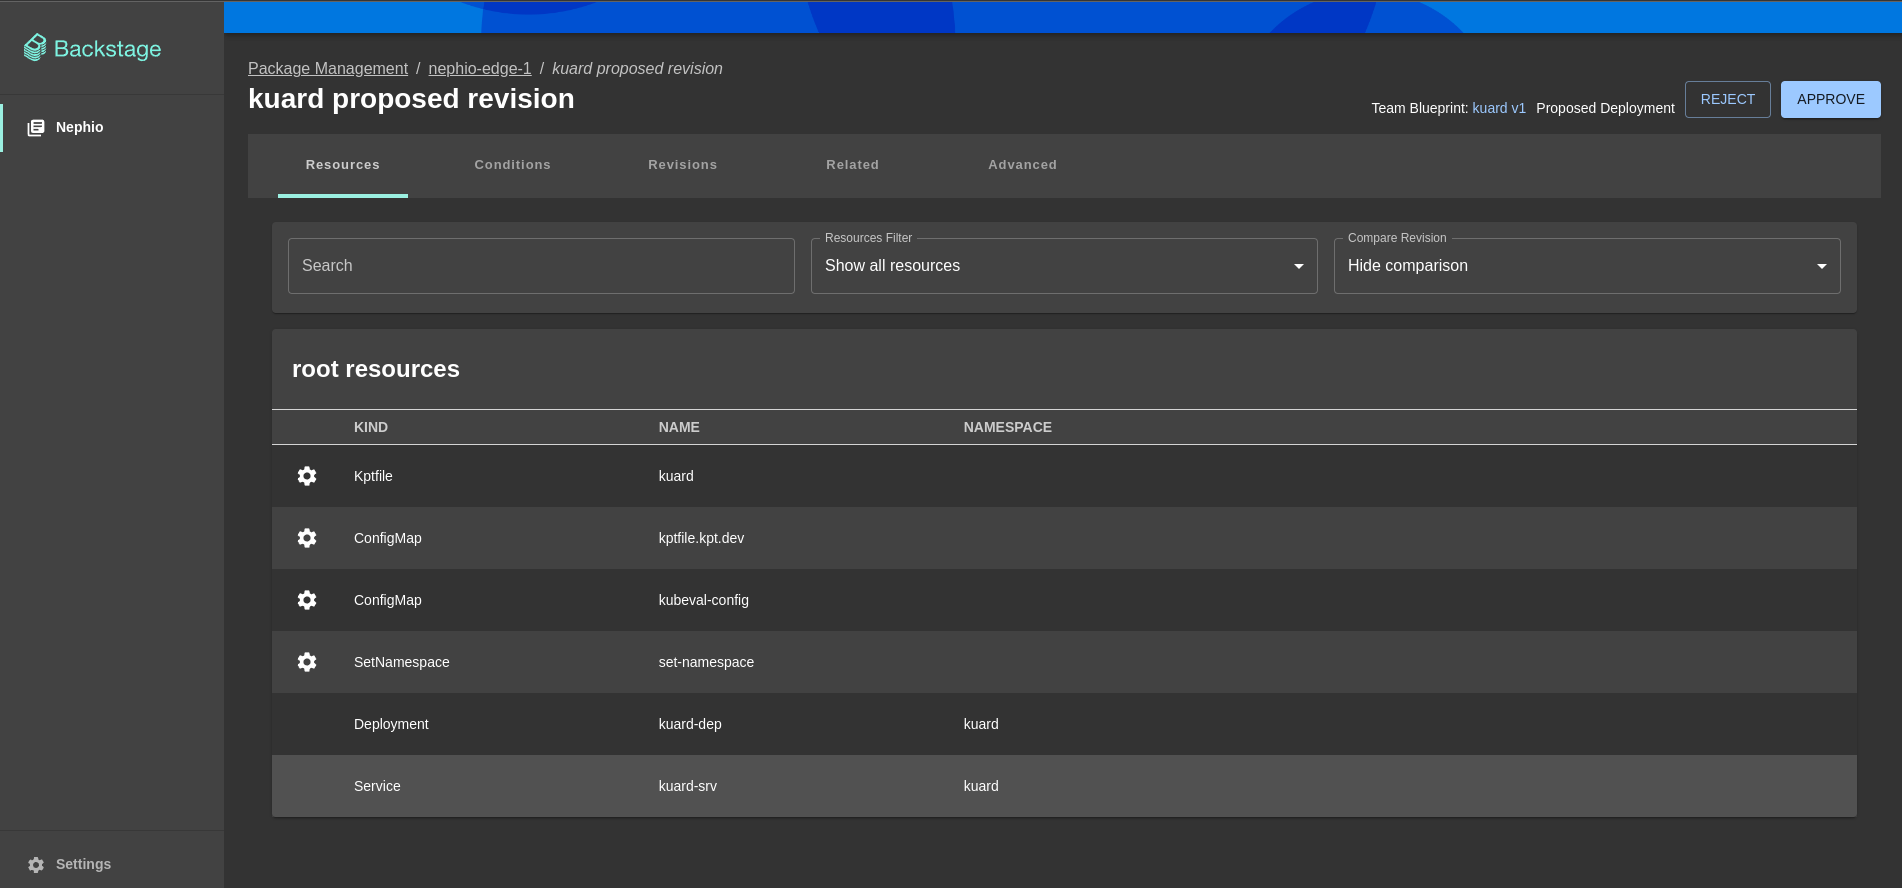 Backstage
Nephio
Settings
Package Management / nephio-edge-1 / kuard proposed revision
kuard proposed revision
Team Blueprint: kuard v1 Proposed Deployment REJECT APPROVE
Resources Conditions Revisions Related Advanced
Search
Resources Filter
Show all resources
Compare Revision
Hide comparison
root resources
KIND NAME NAMESPACE
Kptfile kuard
ConfigMap kptfile.kpt.dev
ConfigMap kubeval-config
SetNamespace set-namespace
Deployment kuard-dep kuard
Service kuard-srv kuard